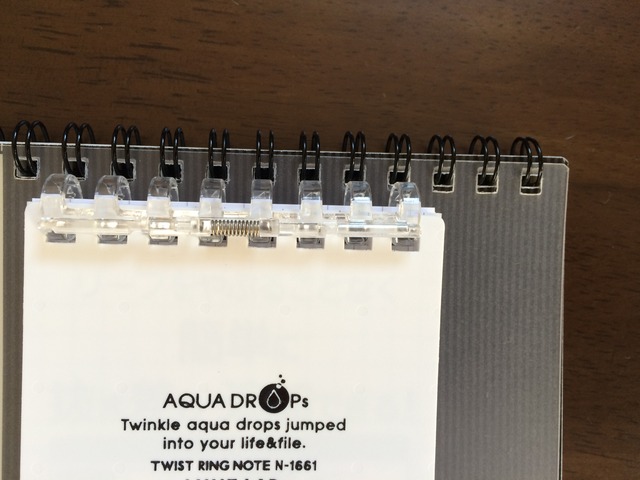 AQUA DROPs
Twinkle aqua drops jumped
into your life&file.
TWIST RING NOTE N-1661